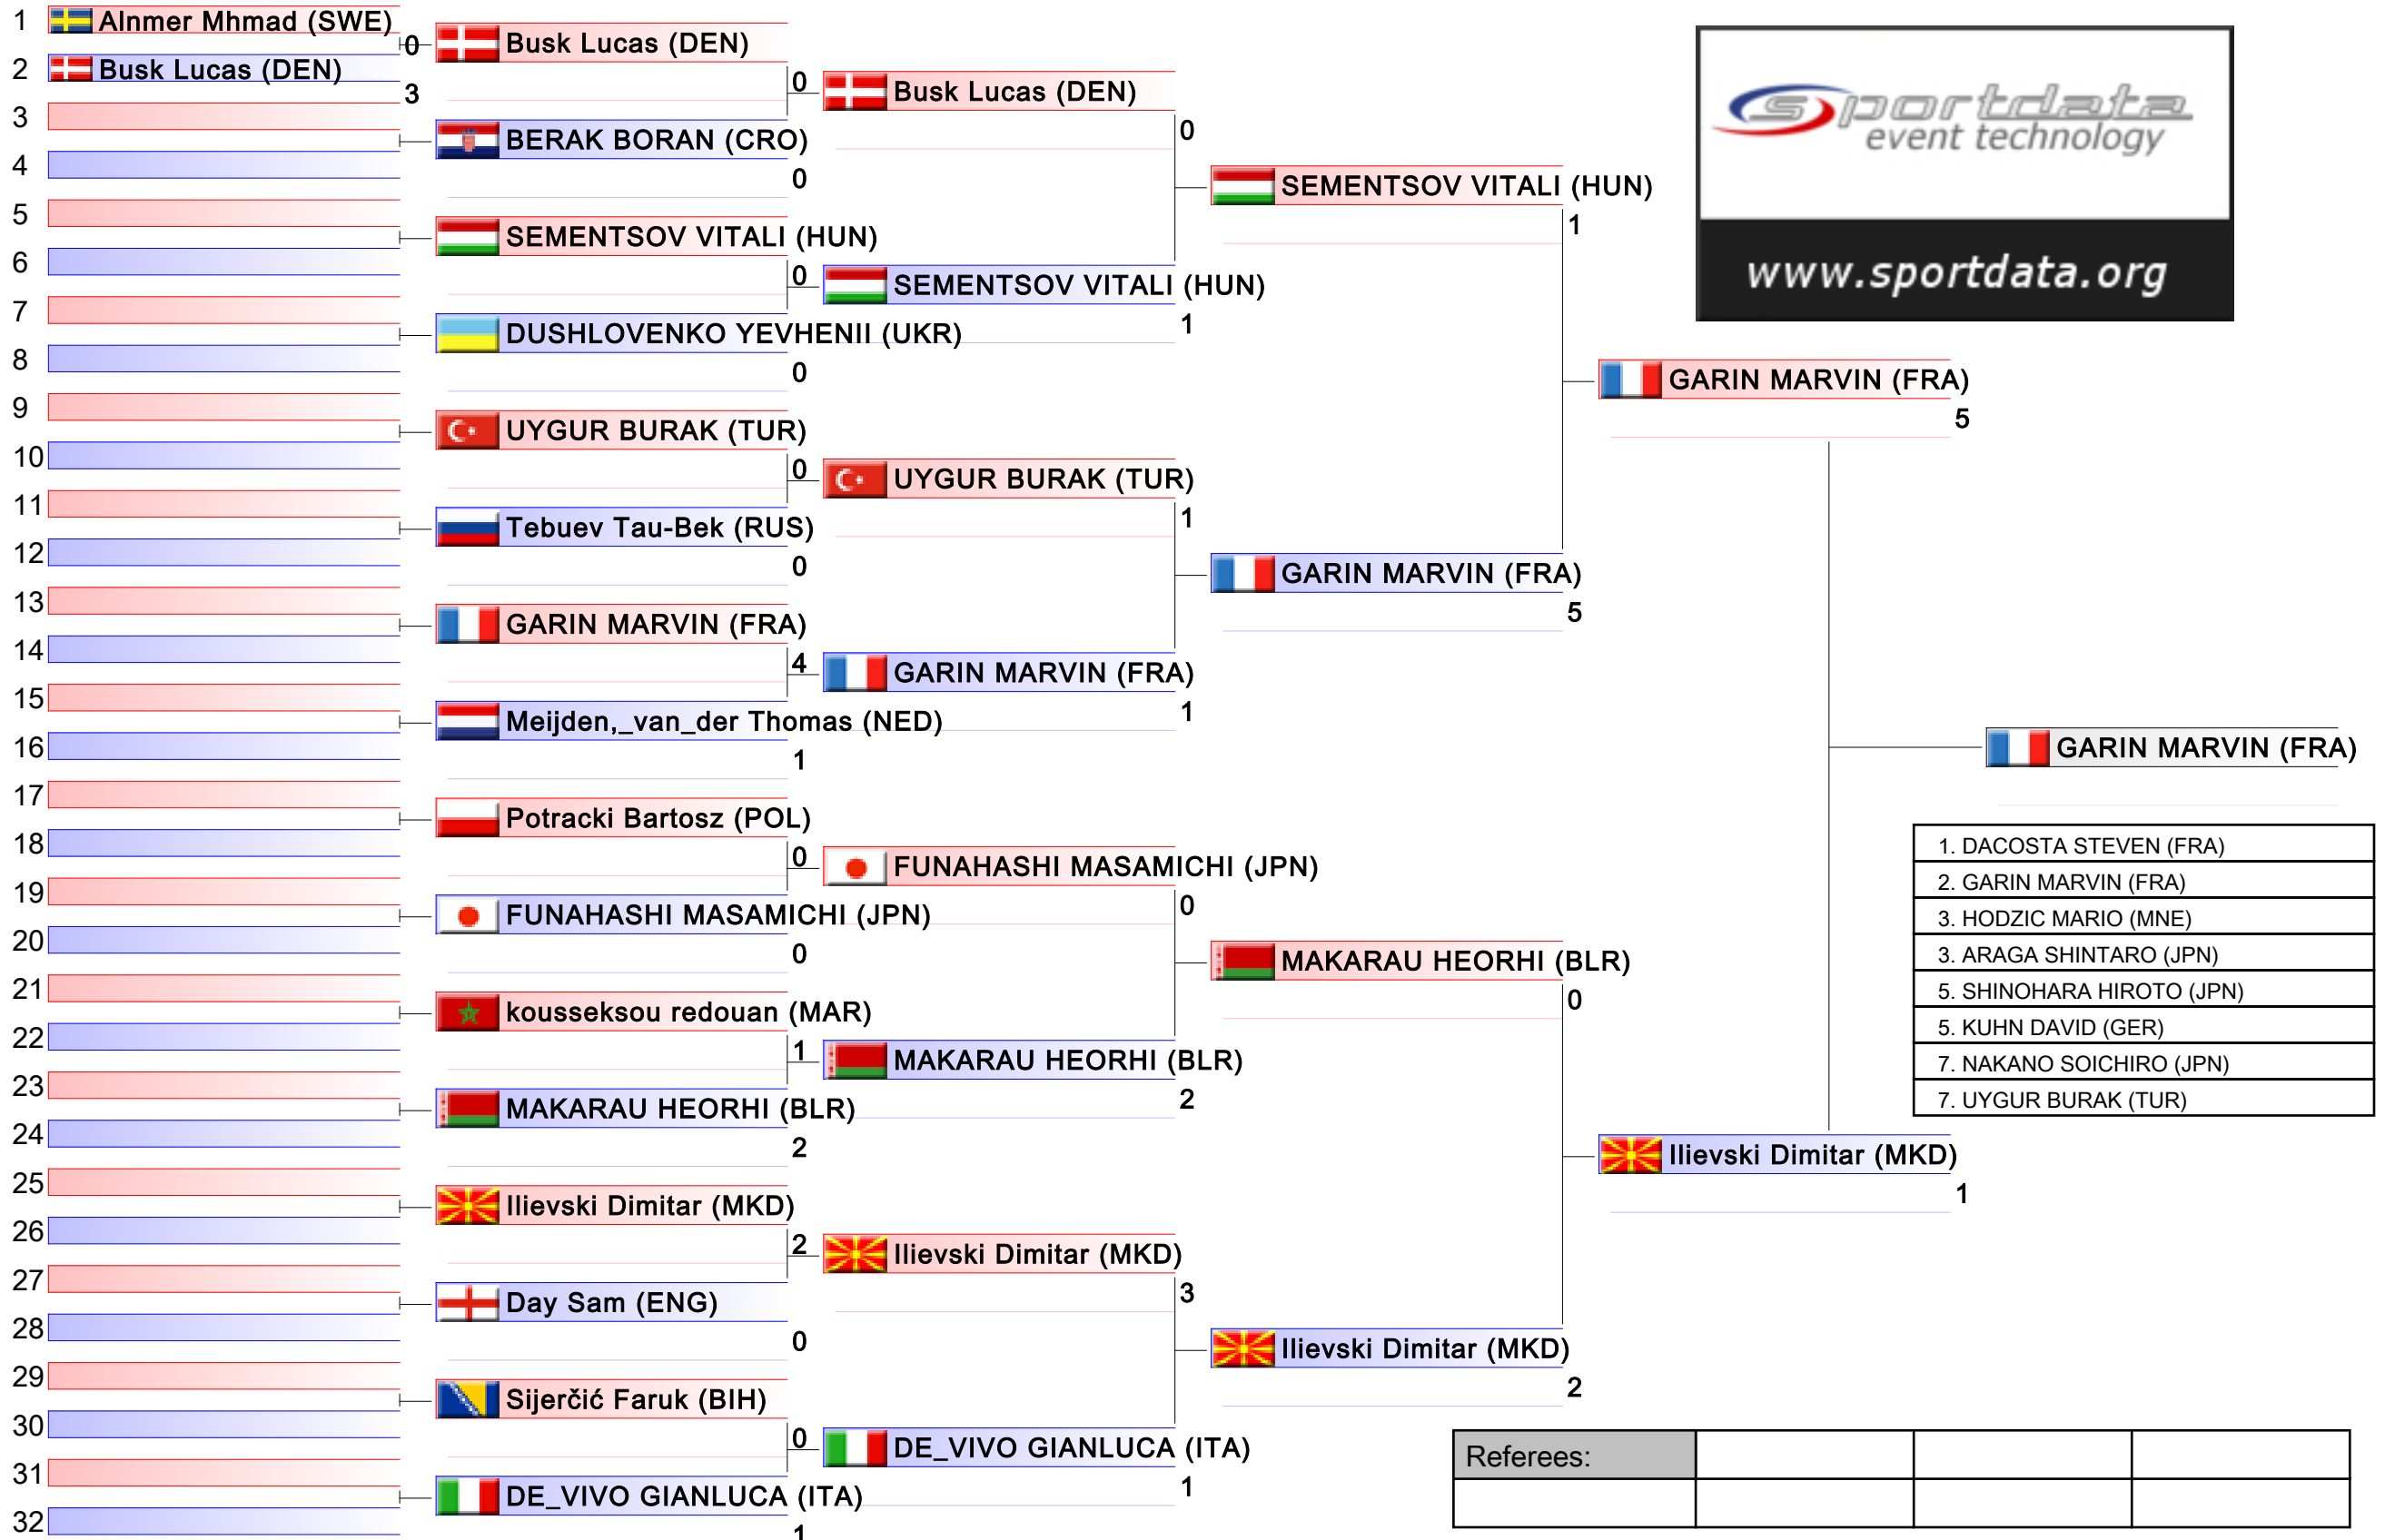 1 Alnmer Mhmad (SWE)
0
2 Busk Lucas (DEN)
3
3
4
5
6
7
8
9
10
11
12
13
14
15
16
17
18
19
20
21
22
23
24
25
26
27
28
29
30
31
32
Busk Lucas (DEN)
0
BERAK BORAN (CRO)
0
SEMENTSOV VITALI (HUN)
0
DUSHLOVENKO YEVHENII (UKR)
0
UYGUR BURAK (TUR)
0
Tebuev Tau-Bek (RUS)
0
GARIN MARVIN (FRA)
4
Meijden,_van_der Thomas (NED)
1
Potracki Bartosz (POL)
0
FUNAHASHI MASAMICHI (JPN)
0
kousseksou redouan (MAR)
1
MAKARAU HEORHI (BLR)
2
Ilievski Dimitar (MKD)
2
Day Sam (ENG)
0
Sijerčić Faruk (BIH)
0
DE_VIVO GIANLUCA (ITA)
1
Busk Lucas (DEN)
0
SEMENTSOV VITALI (HUN)
1
UYGUR BURAK (TUR)
1
GARIN MARVIN (FRA)
1
FUNAHASHI MASAMICHI (JPN)
0
MAKARAU HEORHI (BLR)
2
Ilievski Dimitar (MKD)
3
DE_VIVO GIANLUCA (ITA)
1
SEMENTSOV VITALI (HUN)
1
GARIN MARVIN (FRA)
5
MAKARAU HEORHI (BLR)
0
Ilievski Dimitar (MKD)
2
GARIN MARVIN (FRA)
5
Ilievski Dimitar (MKD)
1
GARIN MARVIN (FRA)
sportdata
event technology
www.sportdata.org
1. DACOSTA STEVEN (FRA)
2. GARIN MARVIN (FRA)
3. HODZIC MARIO (MNE)
3. ARAGA SHINTARO (JPN)
5. SHINOHARA HIROTO (JPN)
5. KUHN DAVID (GER)
7. NAKANO SOICHIRO (JPN)
7. UYGUR BURAK (TUR)
Referees: